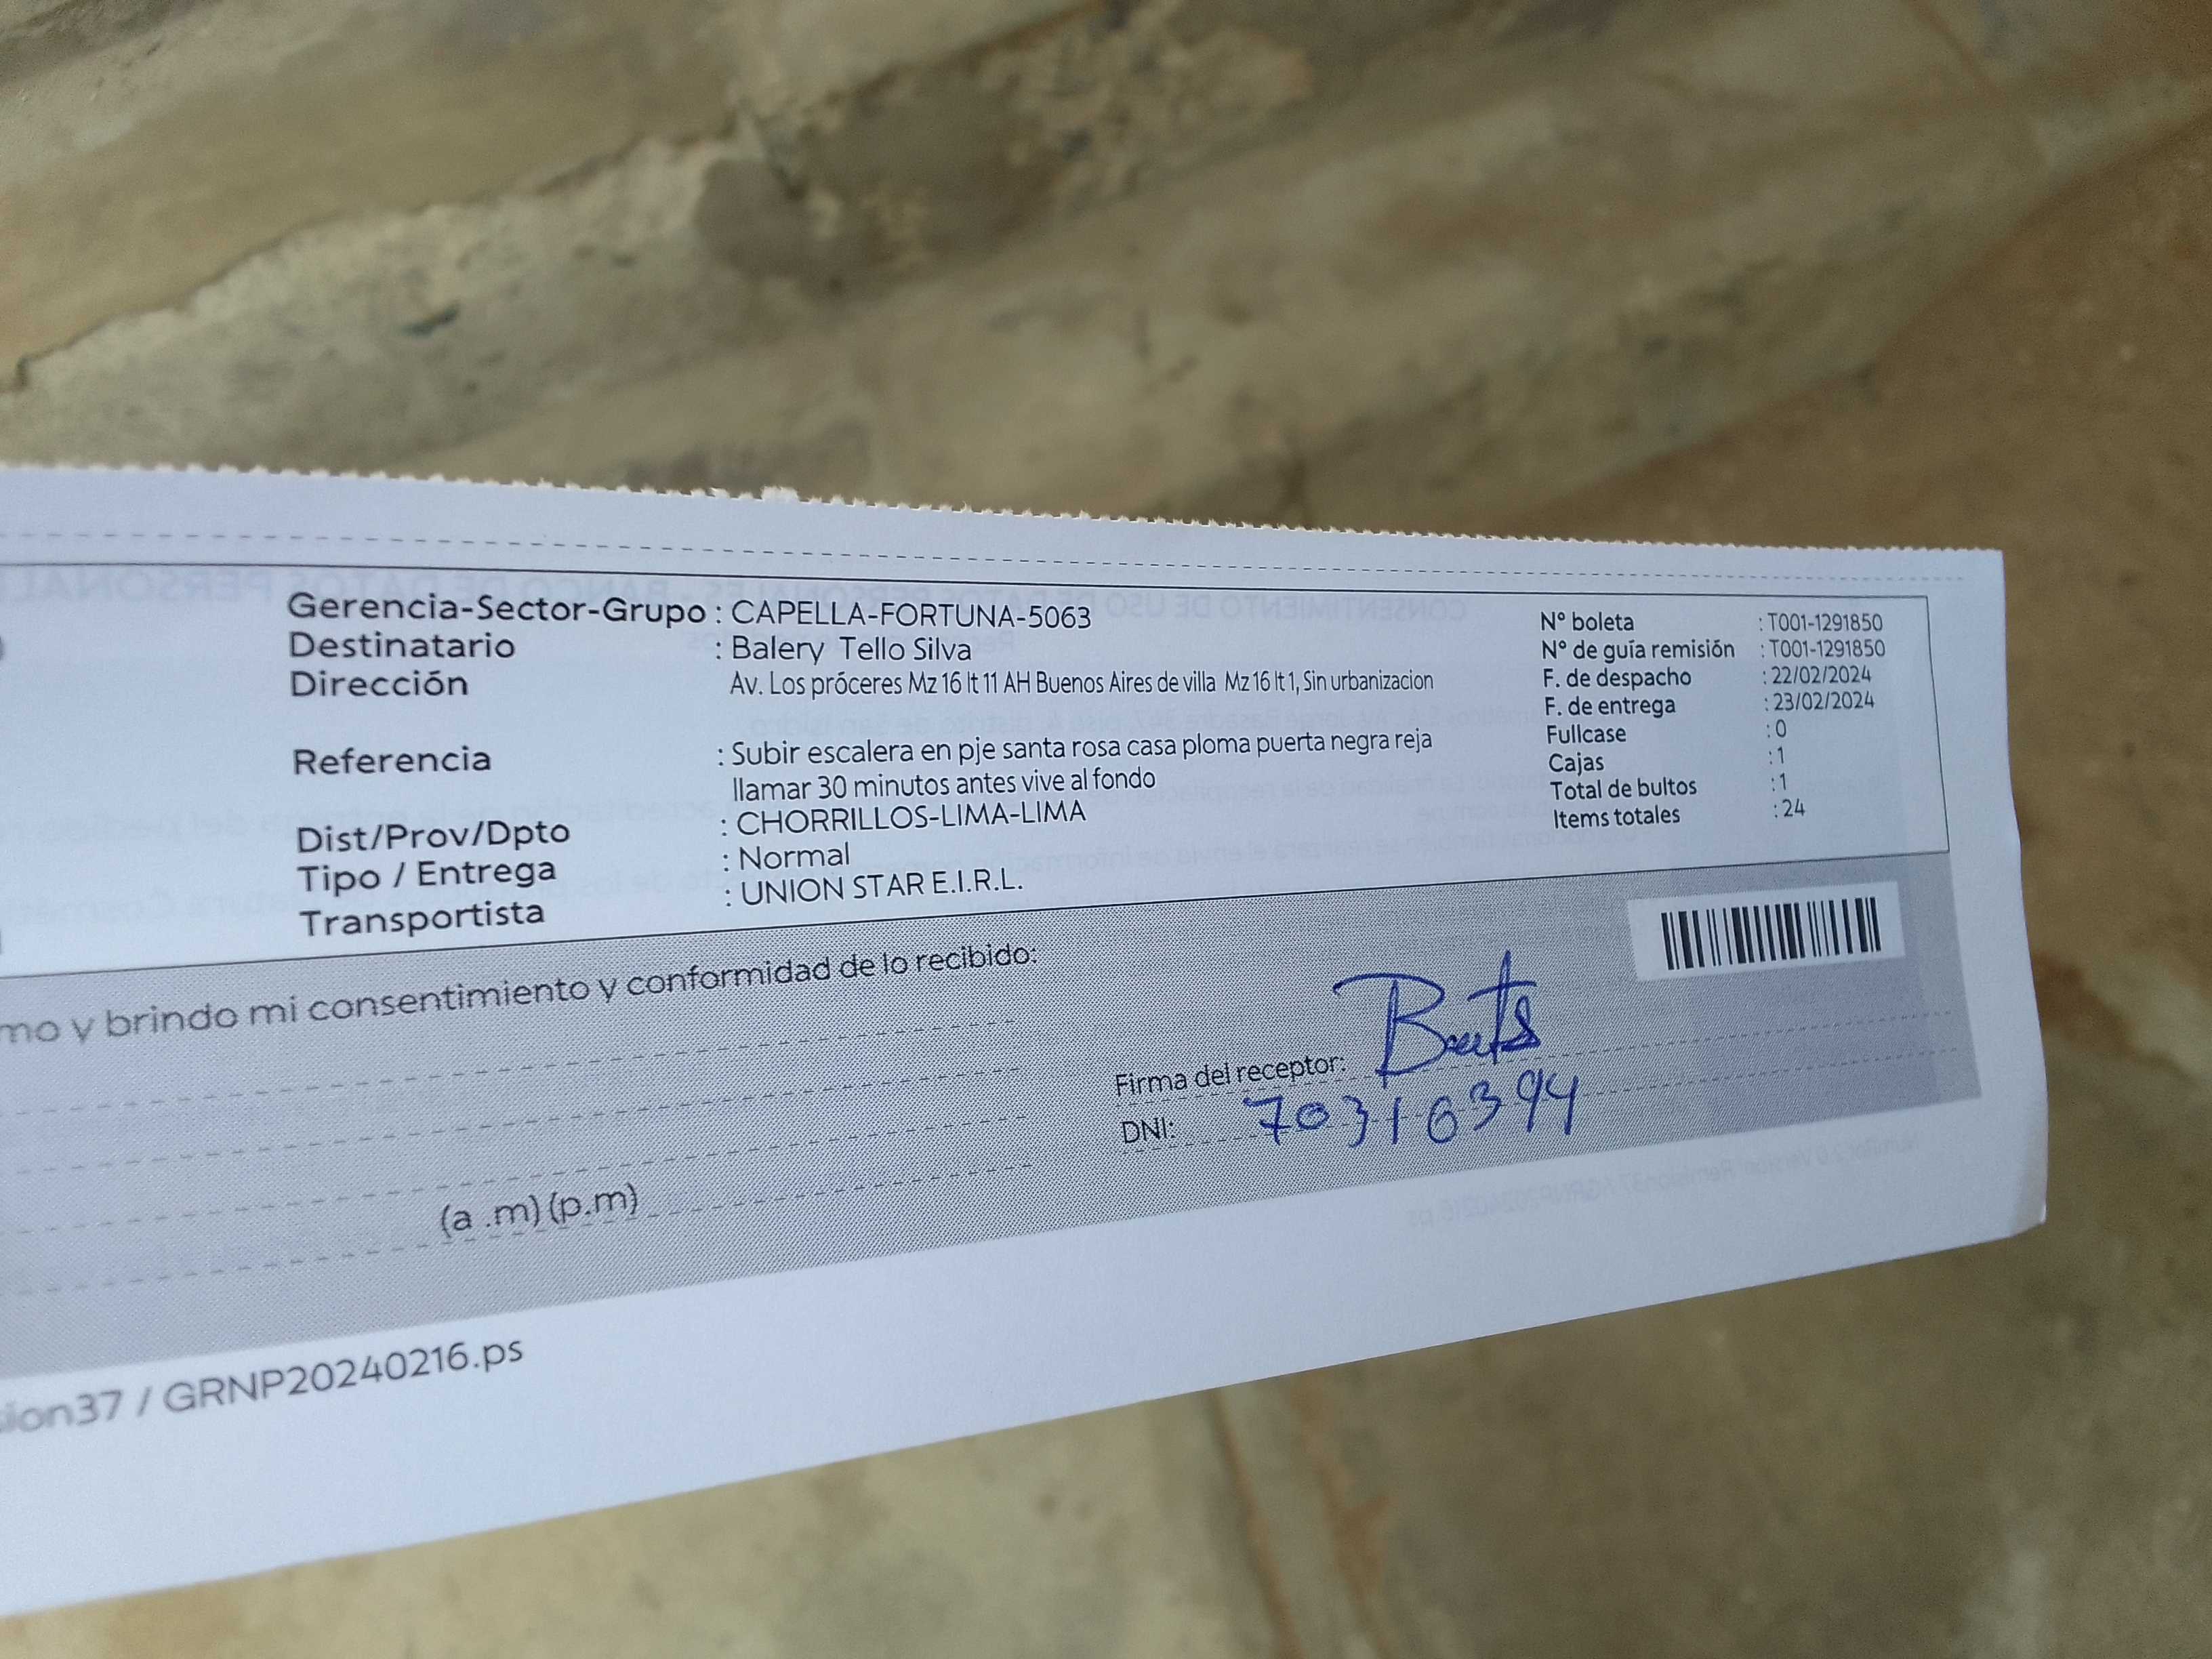 Gerencia-Sector-Grupo : CAPELLA-FORTUNA-5063
Destinatario : Balery Tello Silva
Dirección Av. Los próceres Mz 16 lt 11 AH Buenos Aires de villa Mz 16 lt 1, Sin urbanizacion
Referencia : Subir escalera en pje santa rosa casa ploma puerta negra reja
llamar 30 minutos antes vive al fondo
Dist/Prov/Dpto : CHORRILLOS-LIMA-LIMA
Tipo / Entrega : Normal
Transportista : UNION STAR E.I.R.L.
N° boleta : T001-1291850
N° de guía remisión : T001-1291850
F. de despacho : 22/02/2024
F. de entrega : 23/02/2024
Fullcase : 0
Cajas : 1
Total de bultos : 1
Items totales : 24
mo y brindo mi consentimiento y conformidad de lo recibido:
Firma del receptor:
DNI: 70316394
(a .m) (p.m)
sion37 / GRNP20240216.ps